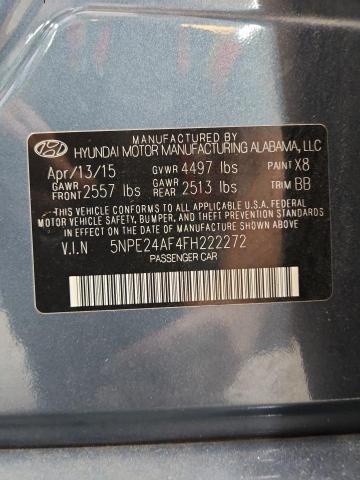 MANUFACTURED BY
HYUNDAI MOTOR MANUFACTURING ALABAMA, LLC
Apr/13/15 GVWR 4497 lbs PAINT X8
GAWR FRONT 2557 lbs GAWR REAR 2513 lbs TRIM BB
THIS VEHICLE CONFORMS TO ALL APPLICABLE U.S.A. FEDERAL
MOTOR VEHICLE SAFETY, BUMPER, AND THEFT PREVENTION
STANDARDS IN EFFECT ON THE DATE OF MANUFACTURE SHOWN ABOVE.
V.I.N 5NPE24AF4FH222272
PASSENGER CAR